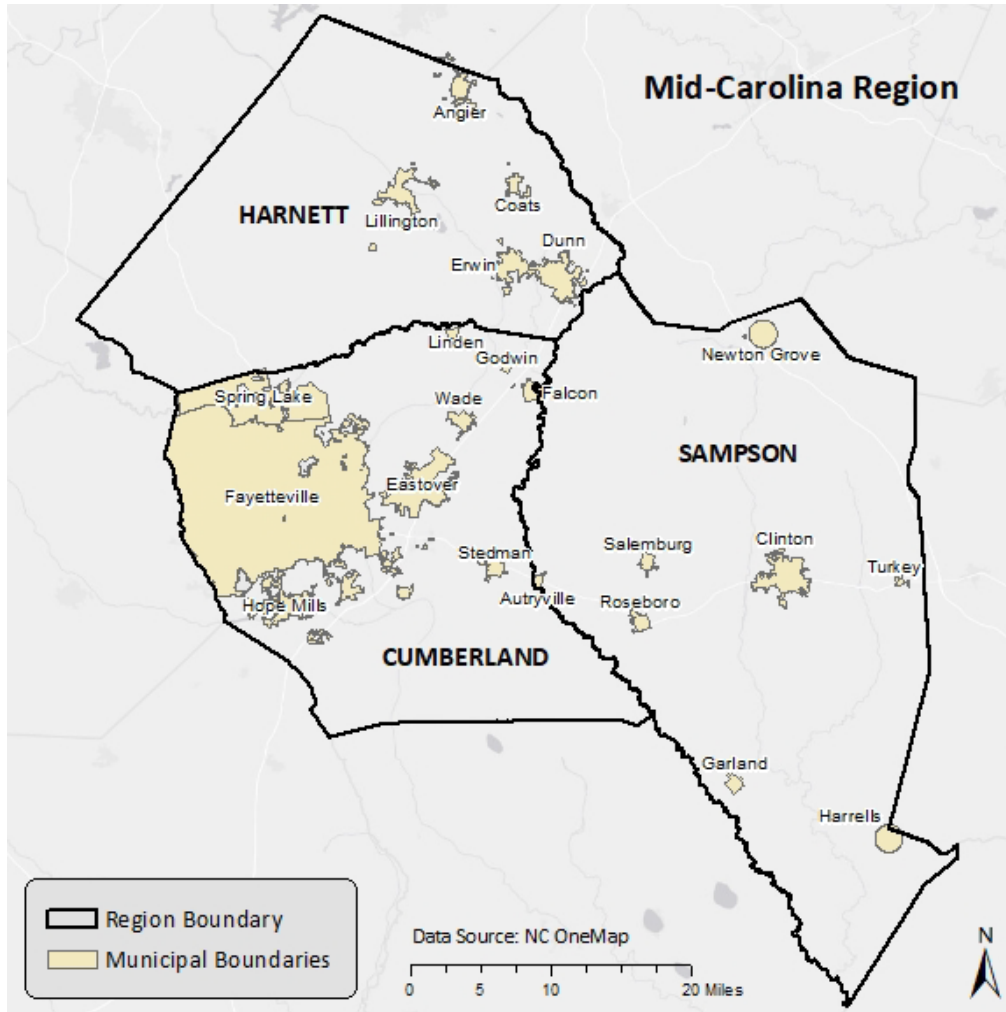 Mid-Carolina Region
Angier
HARNETT
Lillington
Coats
Erwin
Dunn
Linden
Godwin
Newton Grove
Spring Lake
Wade
Falcon
SAMPSON
Fayetteville
Eastover
Stedman
Salemburg
Clinton
Turkey
Autryville
Roseboro
Hope Mills
CUMBERLAND
Garland
Harrells
Region Boundary
Municipal Boundaries
Data Source: NC OneMap
0 5 10 20 Miles
N